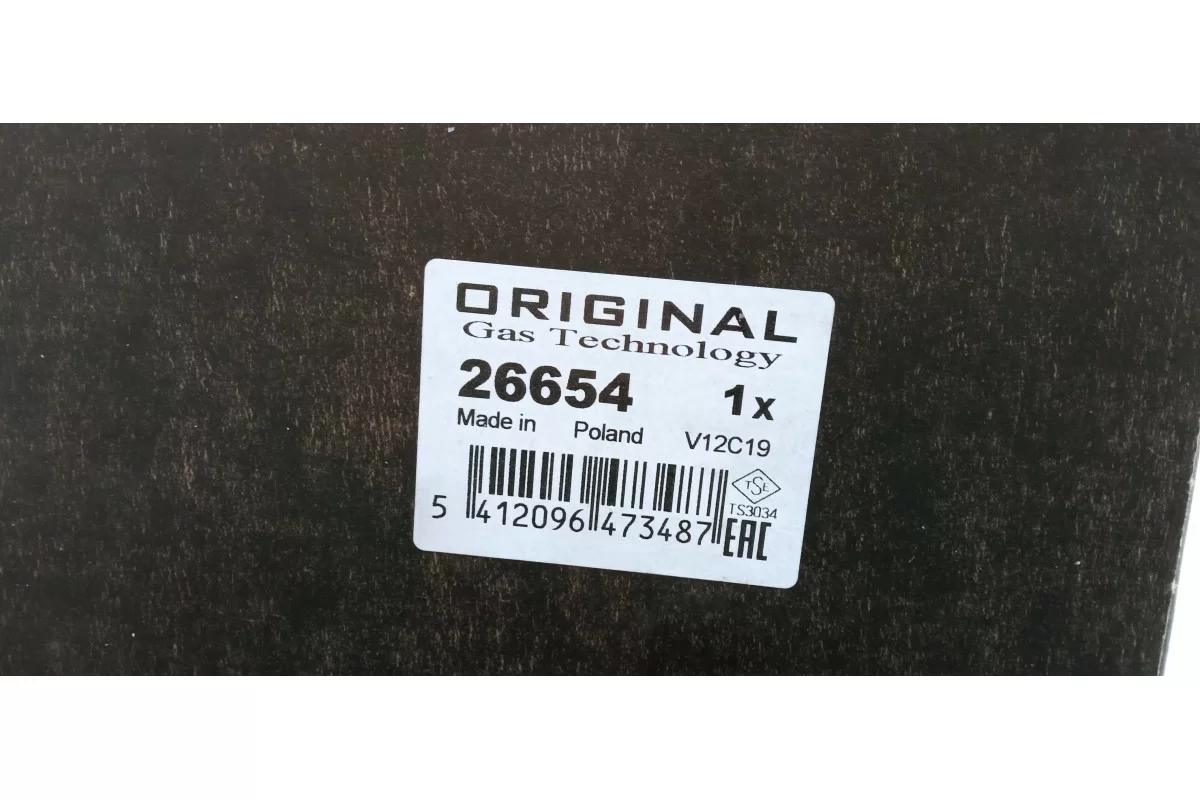 ORIGINAL
Gas Technology
26654 1x
Made in Poland V12C19
TSE
TS3034
5 412096 473487
EAC